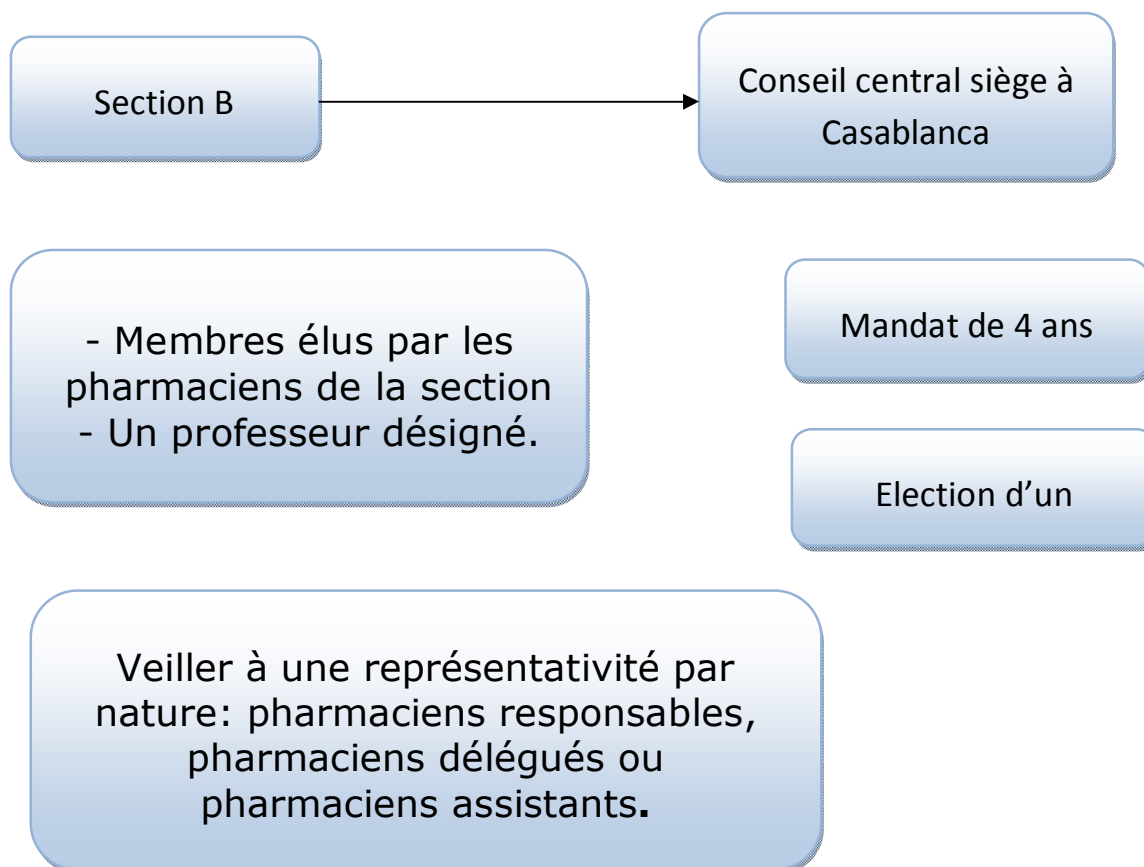 Section B
Conseil central siège à
Casablanca
- Membres élus par les
pharmaciens de la section
- Un professeur désigné.
Mandat de 4 ans
Election d’un
Veiller à une représentativité par
nature: pharmaciens responsables,
pharmaciens délégués ou
pharmaciens assistants.